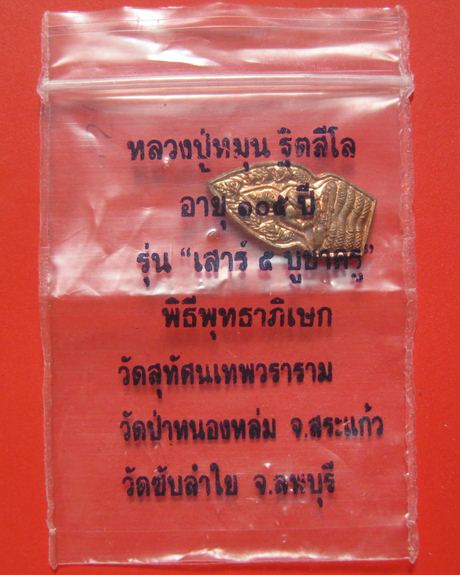 หลวงปู่หมุน ฐิตสีโล
อายุ ๑๐๕ ปี
รุ่น “เสาร์ ๕ บูชาครู”
พิธีพุทธาภิเษก
วัดสุทัศนเทพวราราม
วัดป่าหนองหล่ม จ.สระแก้ว
วัดซับลำใย จ.ลพบุรี